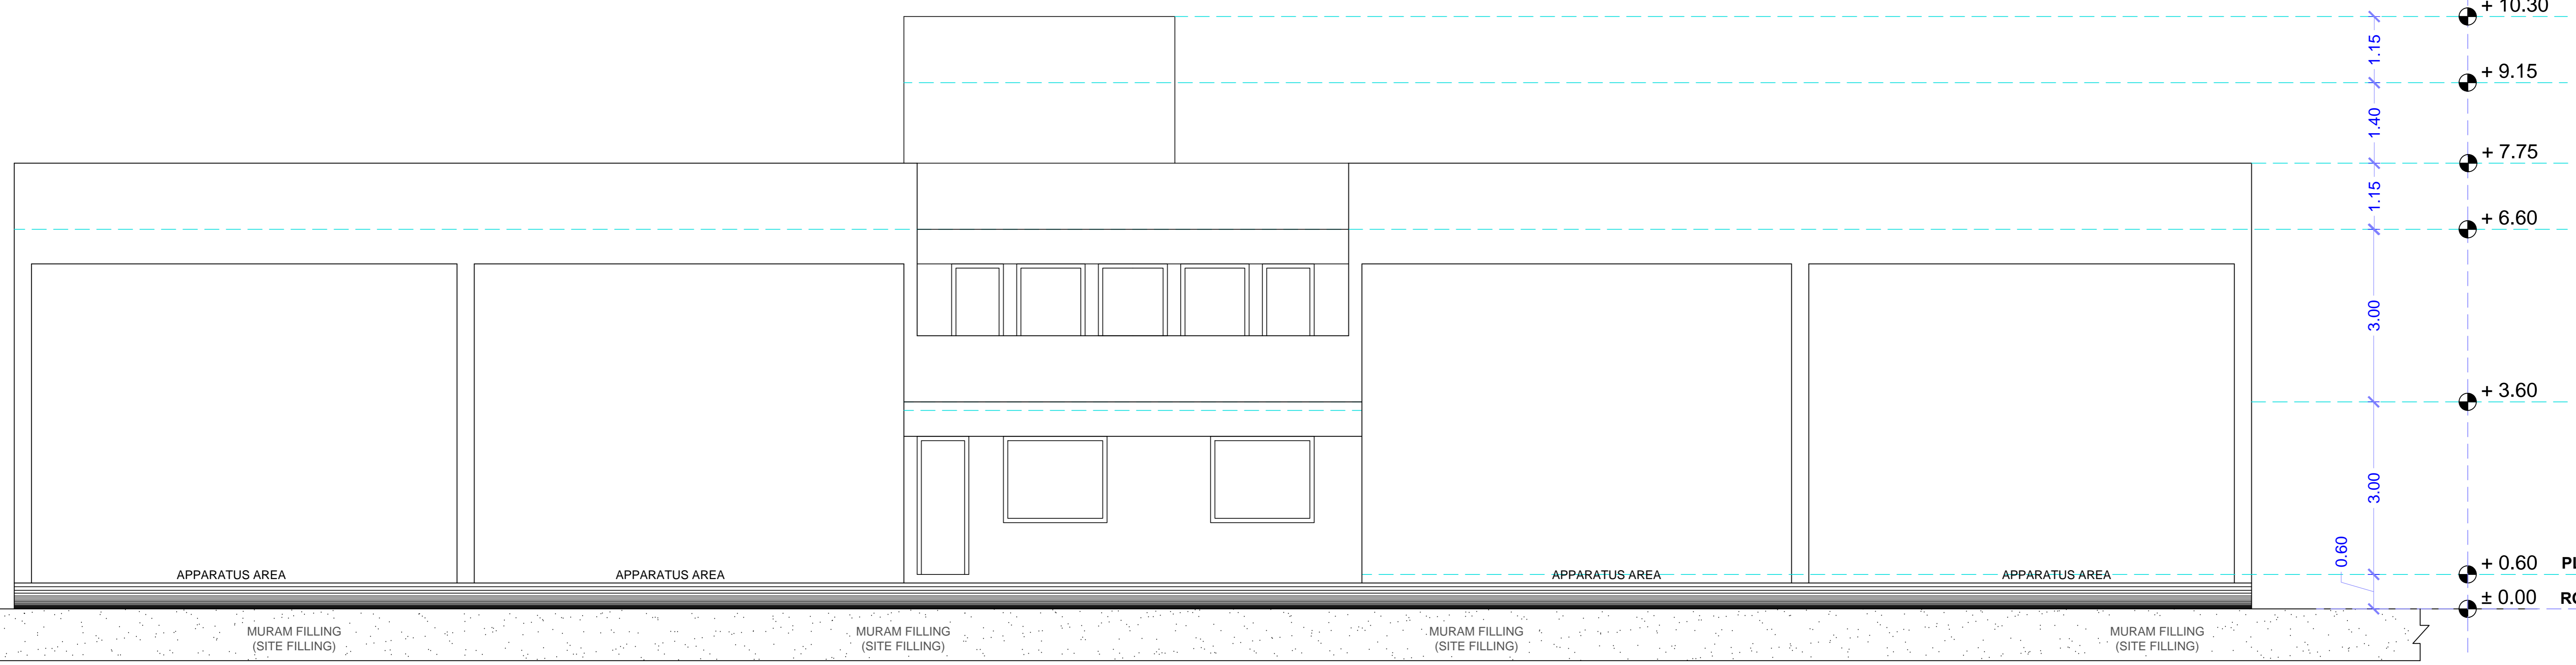 + 10.30
1.15
+ 9.15
1.40
+ 7.75
1.15
+ 6.60
3.00
+ 3.60
3.00
0.60
+ 0.60
± 0.00
APPARATUS AREA
APPARATUS AREA
APPARATUS AREA
APPARATUS AREA
MURAM FILLING
(SITE FILLING)
MURAM FILLING
(SITE FILLING)
MURAM FILLING
(SITE FILLING)
MURAM FILLING
(SITE FILLING)